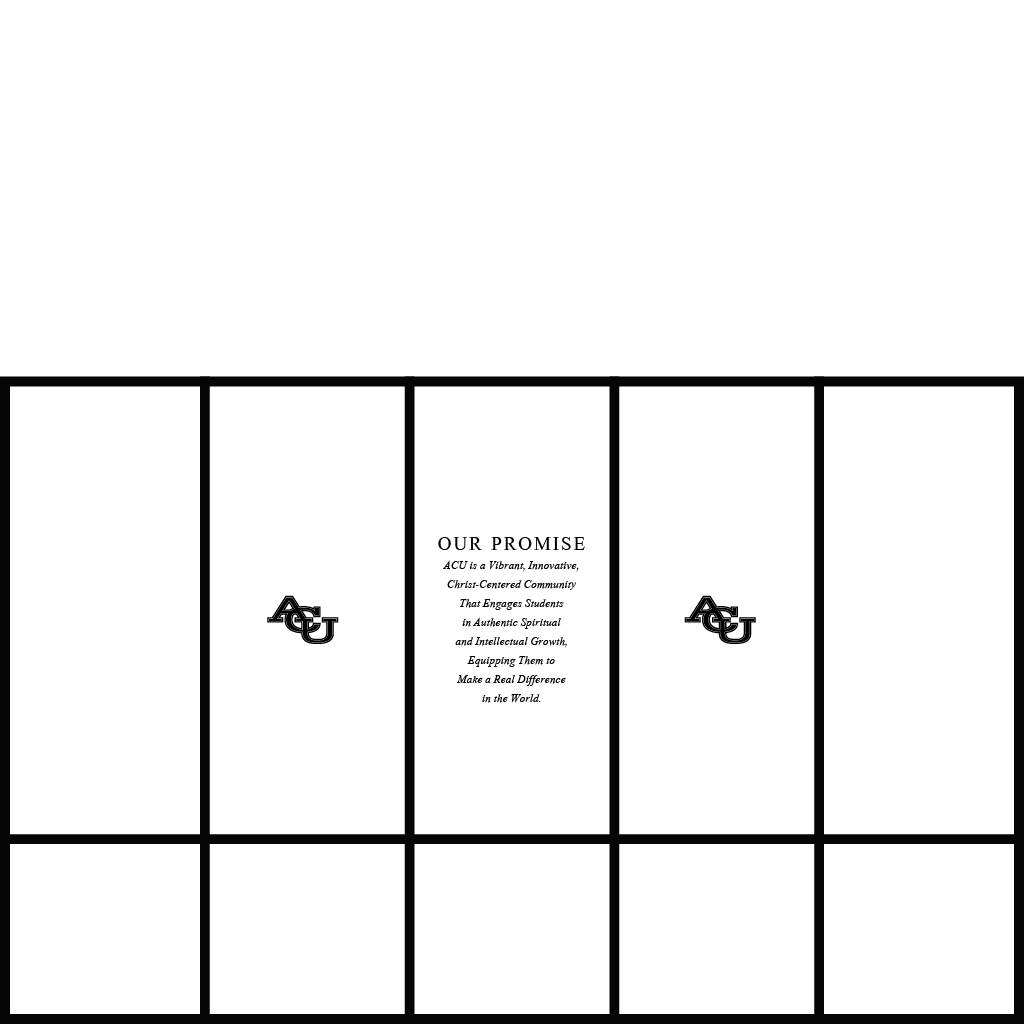 OUR PROMISE
ACU is a Vibrant, Innovative,
Christ-Centered Community
That Engages Students
in Authentic Spiritual
and Intellectual Growth,
Equipping Them to
Make a Real Difference
in the World.
ACU
ACU